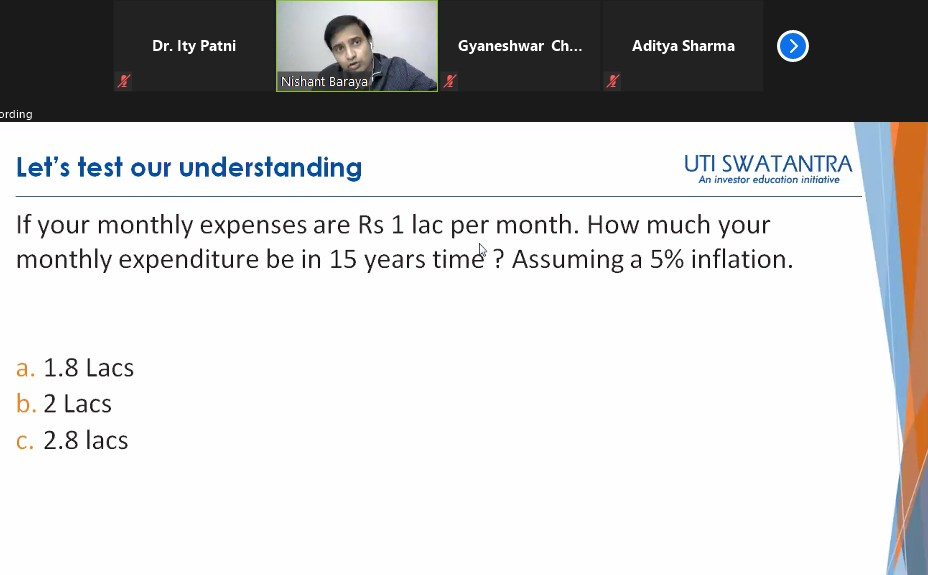 Dr. Ity Patni
Nishant Baraya
Gyaneshwar Ch...
Aditya Sharma
ording
Let's test our understanding
UTI SWATANTRA
An investor education initiative
If your monthly expenses are Rs 1 lac per month. How much your
monthly expenditure be in 15 years time ? Assuming a 5% inflation.
a. 1.8 Lacs
b. 2 Lacs
c. 2.8 lacs